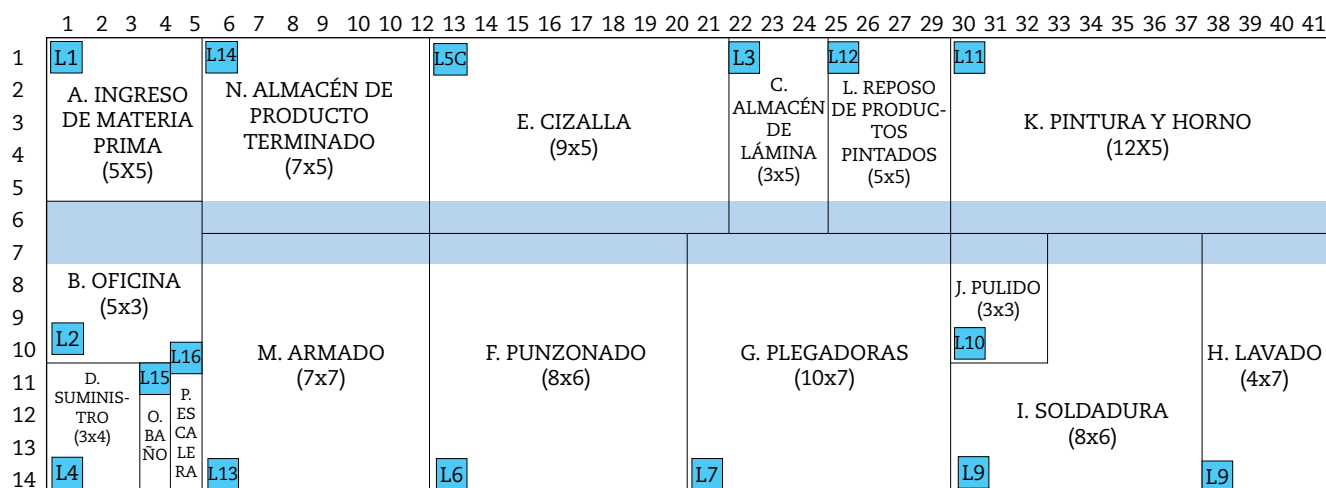 1 2 3 4 5 6 7 8 9 10 10 12 13 14 15 16 17 18 19 20 21 22 23 24 25 26 27 28 29 30 31 32 33 34 35 36 37 38 39 40 41
1
2
3
4
5
6
7
8
9
10
11
12
13
14
L1
A. INGRESO
DE MATERIA
PRIMA
(5X5)
L14
N. ALMACÉN DE
PRODUCTO
TERMINADO
(7x5)
L5C
E. CIZALLA
(9x5)
L3
C.
ALMACÉN
DE
LÁMINA
(3x5)
L12
L. REPOSO
DE PRODUC-
TOS
PINTADOS
(5x5)
L11
K. PINTURA Y HORNO
(12X5)
B. OFICINA
(5x3)
L2
D.
SUMINIS-
TRO
(3x4)
L4
L15
O.
BA
ÑO
L16
P.
ES
CA
LE
RA
M. ARMADO
(7x7)
L13
F. PUNZONADO
(8x6)
L6
G. PLEGADORAS
(10x7)
L7
J. PULIDO
(3x3)
L10
I. SOLDADURA
(8x6)
L9
H. LAVADO
(4x7)
L9